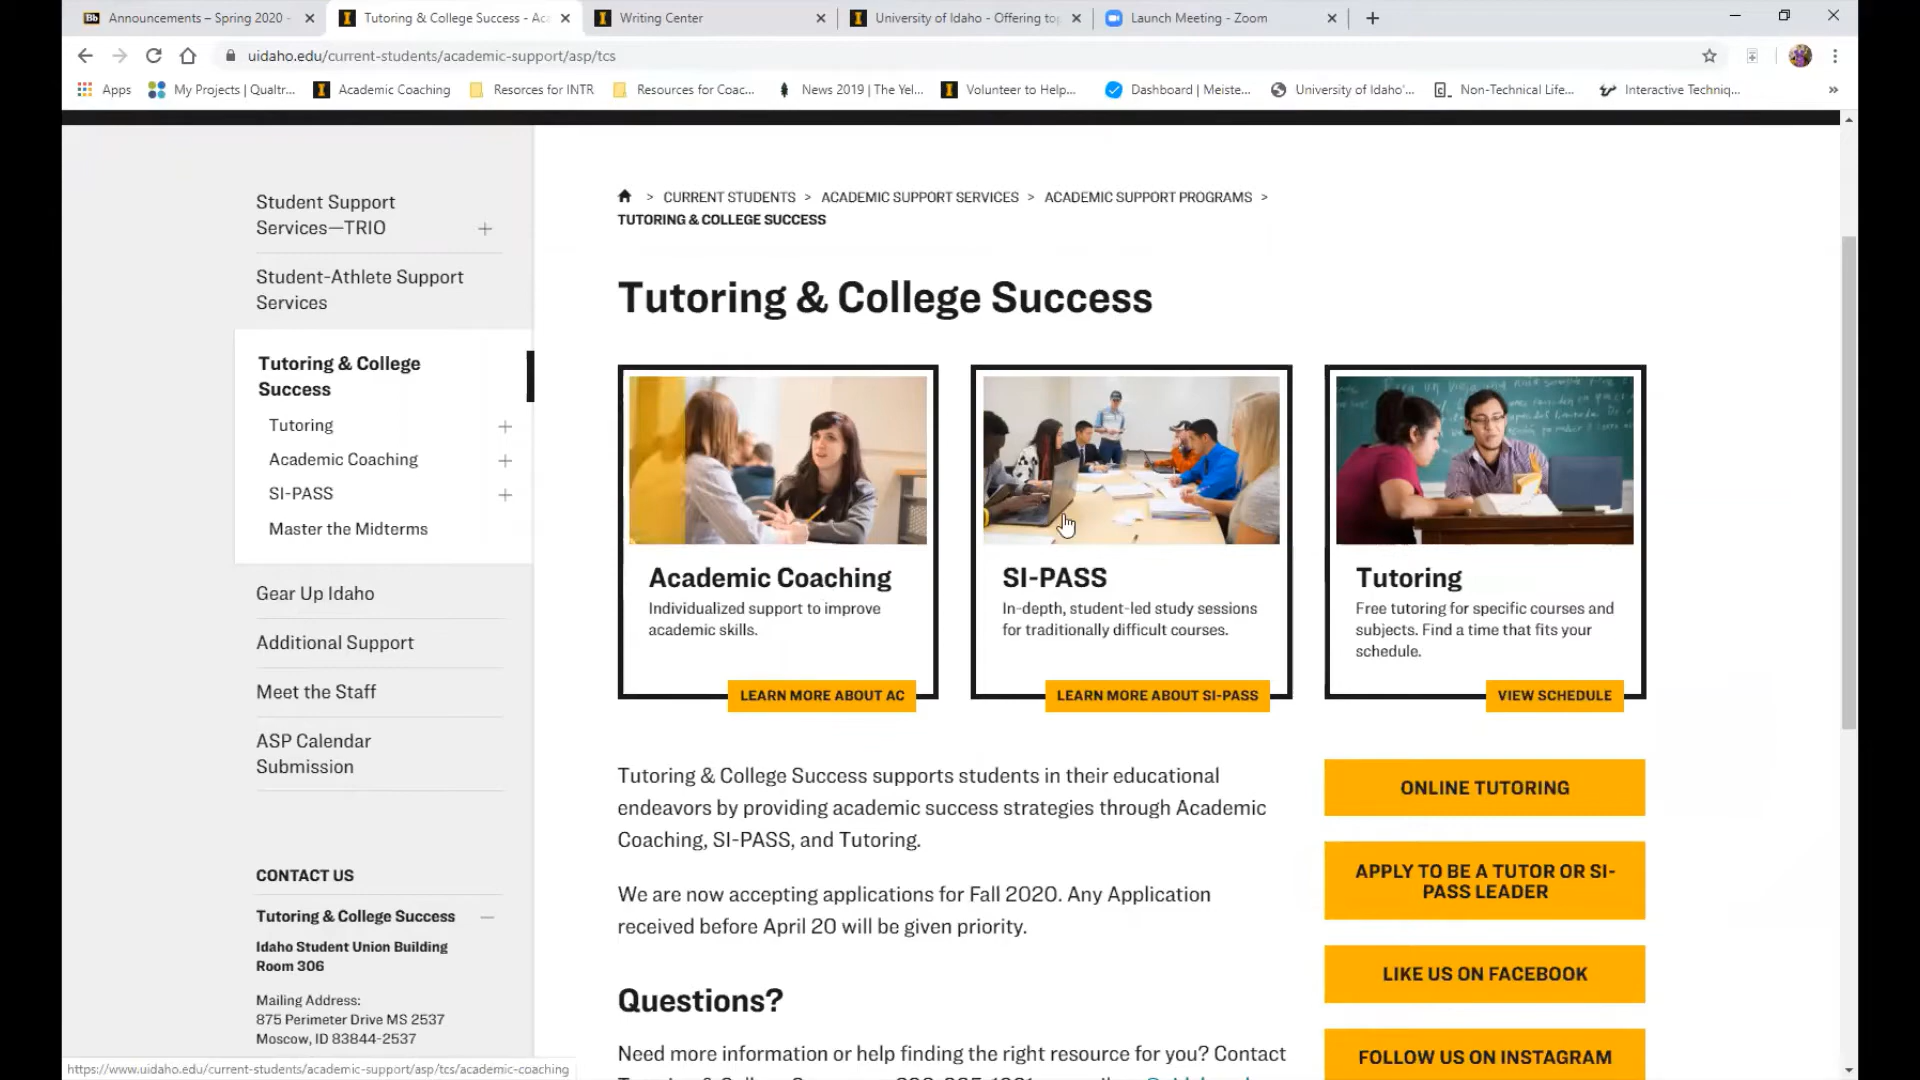 Announcements – Spring 2020 -
Tutoring & College Success - Aca
Writing Center
University of Idaho - Offering top
Launch Meeting - Zoom
uidaho.edu/current-students/academic-support/asp/tcs
Apps
My Projects | Qualtr...
Academic Coaching
Resorces for INTR
Resources for Coac...
News 2019 | The Yel...
Volunteer to Help...
Dashboard | Meiste...
University of Idaho'...
Non-Technical Life...
Interactive Techniq...
»
Student Support
Services—TRIO
Student-Athlete Support
Services
Tutoring & College
Success
Tutoring
Academic Coaching
SI-PASS
Master the Midterms
Gear Up Idaho
Additional Support
Meet the Staff
ASP Calendar
Submission
CONTACT US
Tutoring & College Success
Idaho Student Union Building
Room 306
Mailing Address:
875 Perimeter Drive MS 2537
Moscow, ID 83844-2537
https://www.uidaho.edu/current-students/academic-support/asp/tcs/academic-coaching
> CURRENT STUDENTS > ACADEMIC SUPPORT SERVICES > ACADEMIC SUPPORT PROGRAMS >
TUTORING & COLLEGE SUCCESS
Tutoring & College Success
Academic Coaching
Individualized support to improve
academic skills.
LEARN MORE ABOUT AC
SI-PASS
In-depth, student-led study sessions
for traditionally difficult courses.
LEARN MORE ABOUT SI-PASS
Tutoring
Free tutoring for specific courses and
subjects. Find a time that fits your
schedule.
VIEW SCHEDULE
Tutoring & College Success supports students in their educational
endeavors by providing academic success strategies through Academic
Coaching, SI-PASS, and Tutoring.
We are now accepting applications for Fall 2020. Any Application
received before April 20 will be given priority.
Questions?
Need more information or help finding the right resource for you? Contact
ONLINE TUTORING
APPLY TO BE A TUTOR OR SI-
PASS LEADER
LIKE US ON FACEBOOK
FOLLOW US ON INSTAGRAM